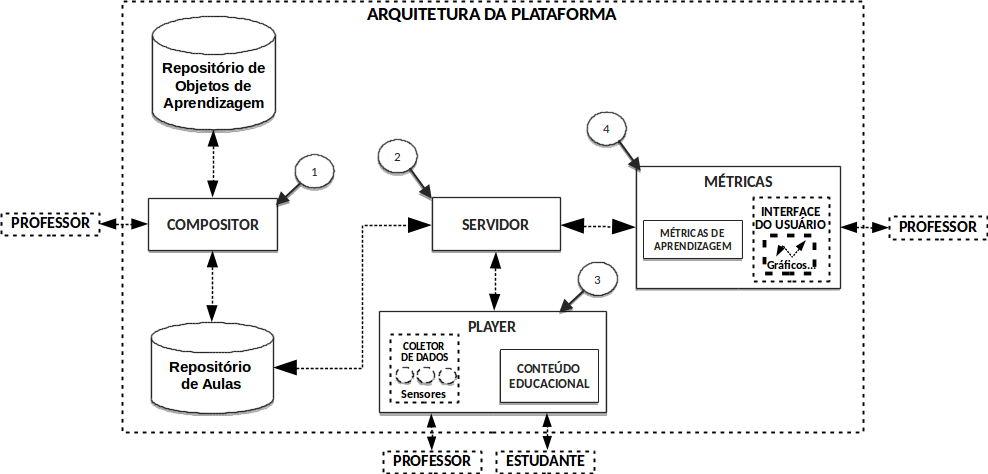 ARQUITETURA DA PLATAFORMA
Repositório de
Objetos de
Aprendizagem
1
2
4
PROFESSOR
COMPOSITOR
SERVIDOR
MÉTRICAS
MÉTRICAS DE
APRENDIZAGEM
INTERFACE
DO USUÁRIO
Gráficos...
PROFESSOR
3
Repositório
de Aulas
PLAYER
COLETOR
DE DADOS
Sensores
CONTEÚDO
EDUCACIONAL
PROFESSOR
ESTUDANTE